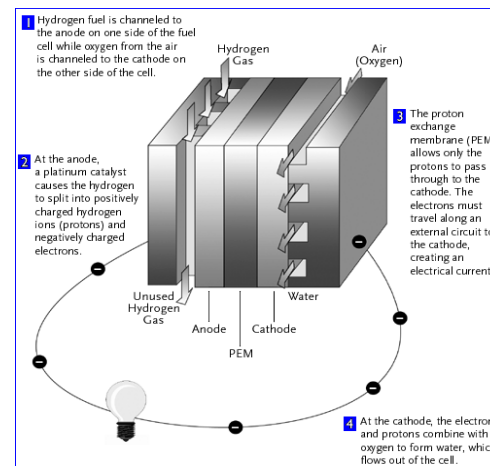 1 Hydrogen fuel is channeled to
the anode on one side of the fuel
cell while oxygen from the air
is channeled to the cathode on
the other side of the cell.
Hydrogen
Gas
Air
(Oxygen)
2 At the anode,
a platinum catalyst
causes the hydrogen
to split into positively
charged hydrogen
ions (protons) and
negatively charged
electrons.
3 The proton
exchange
membrane (PEM
allows only the
protons to pass
through to the
cathode. The
electrons must
travel along an
external circuit to
the cathode,
creating an
electrical current
Unused
Hydrogen
Gas
Anode
PEM
Cathode
Water
4 At the cathode, the electron
and protons combine with
oxygen to form water, whic
flows out of the cell.